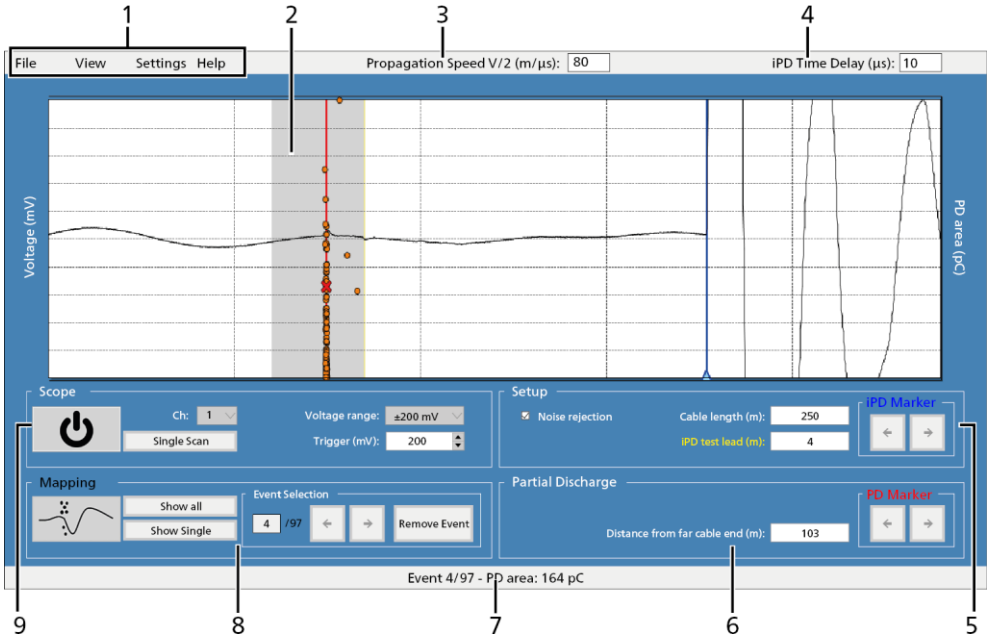 1 2 3 4
File View Settings Help Propagation Speed V/2 (m/µs): 80 iPD Time Delay (µs): 10
Voltage (mV)
PD area (pC)
Scope
Ch: 1 Voltage range: ±200 mV
Single Scan Trigger (mV): 200
Setup
Noise rejection Cable length (m): 250
iPD test lead (m): 4
iPD Marker
← →
Mapping
Show all
Show Single
Event Selection
4 /97 ← → Remove Event
Partial Discharge
Distance from far cable end (m): 103
PD Marker
← →
Event 4/97 - PD area: 164 pC
9 8 7 6 5